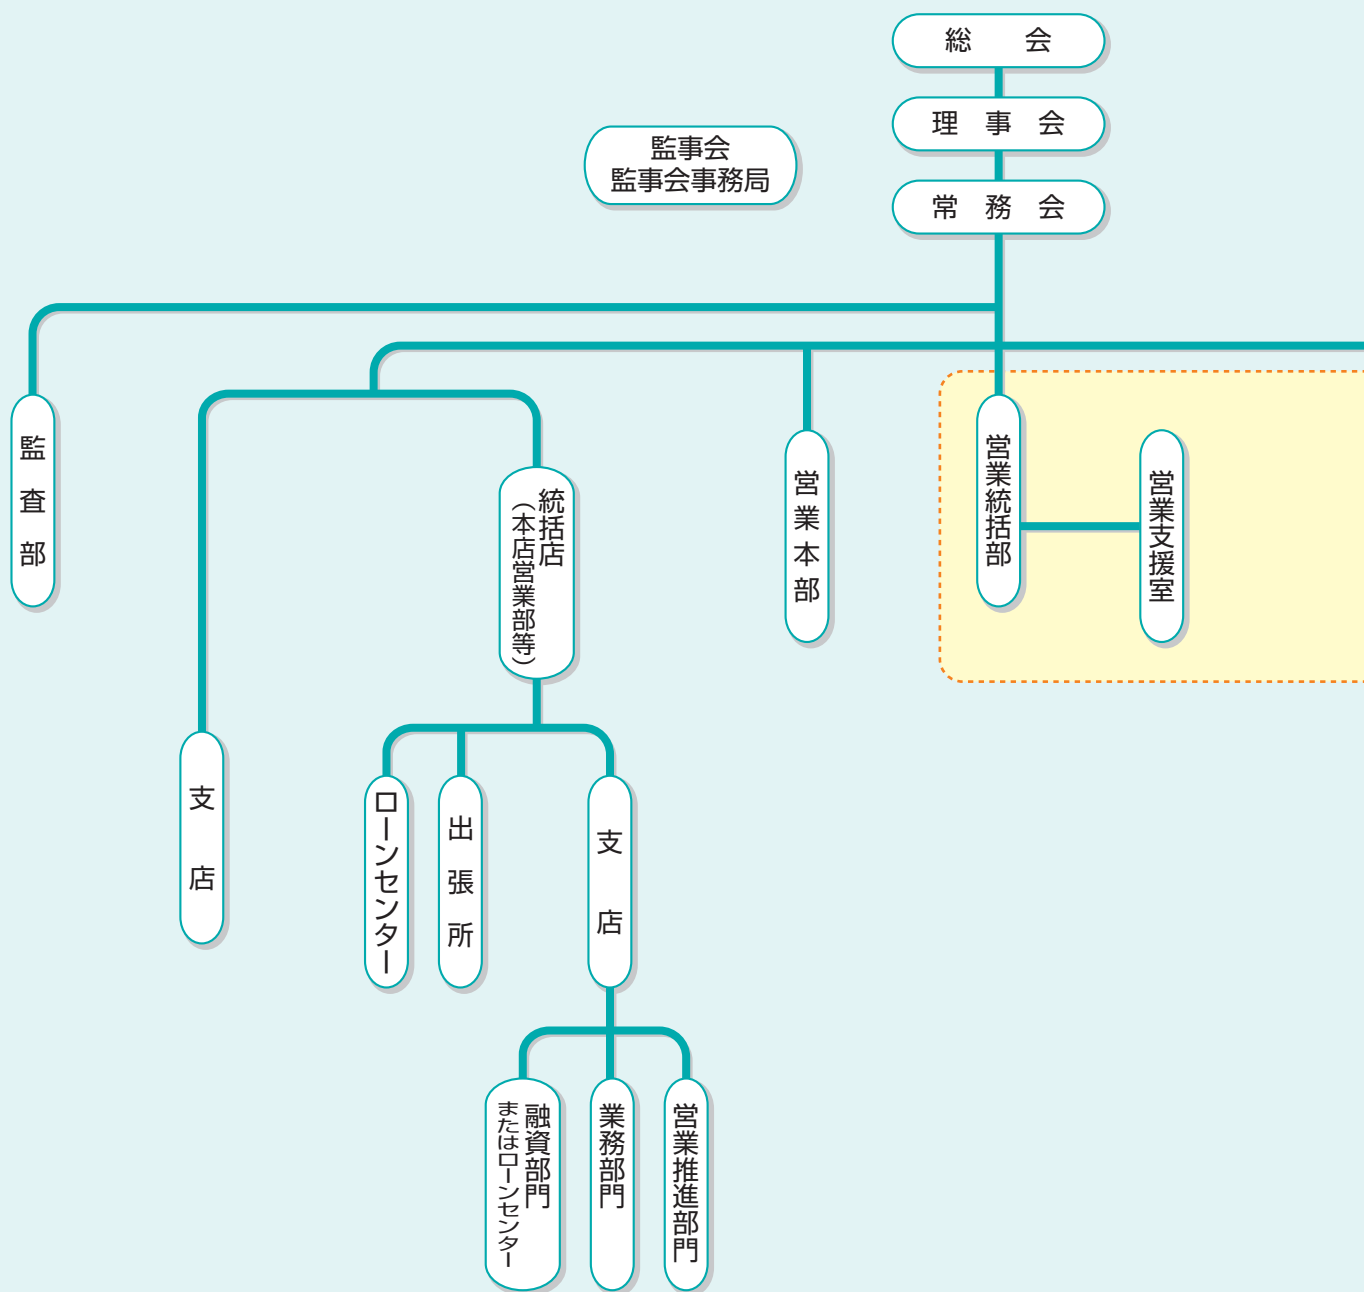 総会
理事会
監事会
監事会事務局
常務会
監査部
統括店
（本店営業部等）
営業本部
営業統括部
営業支援室
支店
ローンセンター
出張所
支店
融資部門
またはローンセンター
業務部門
営業推進部門